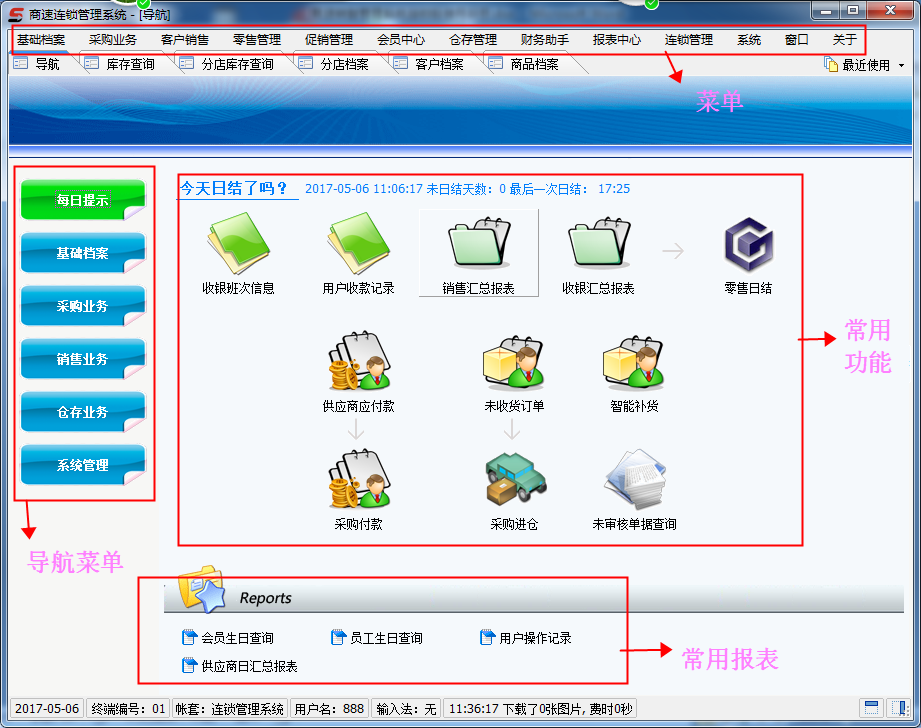 商速连锁管理系统 - [导航]
基础档案 采购业务 客户销售 零售管理 促销管理 会员中心 仓存管理 财务助手 报表中心 连锁管理 系统 窗口 关于
导航 库存查询 分店库存查询 分店档案 客户档案 商品档案 最近使用
菜单
今天日结了吗？ 2017-05-06 11:06:17 未日结天数：0 最后一次日结： 17:25
每日提示
基础档案
采购业务
销售业务
仓存业务
系统管理
导航菜单
收银班次信息 用户收款记录 销售汇总报表 收银汇总报表 零售日结
常用
功能
供应商应付款 未收货订单 智能补货
采购付款 采购进仓 未审核单据查询
Reports
会员生日查询 员工生日查询 用户操作记录
供应商日汇总报表
常用报表
2017-05-06 终端编号：01 帐套：连锁管理系统 用户名：888 输入法：无 11:36:17 下载了0张图片, 费时0秒